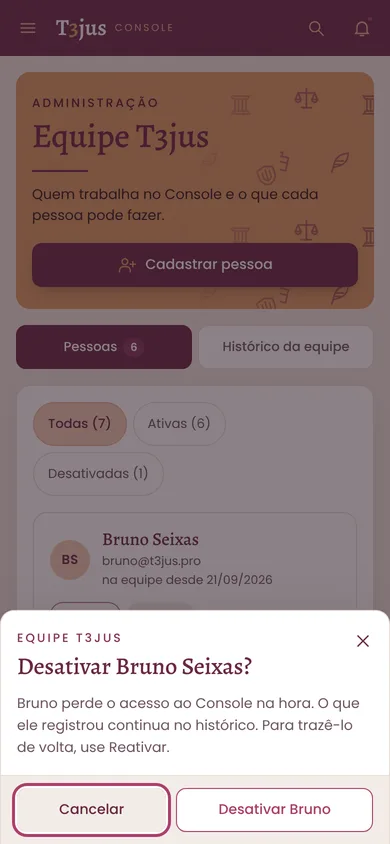 T3jus CONSOLE
ADMINISTRAÇÃO
Equipe T3jus
Quem trabalha no Console e o que cada
pessoa pode fazer.
Cadastrar pessoa
Pessoas 6
Histórico da equipe
Todas (7)
Ativas (6)
Desativadas (1)
BS
Bruno Seixas
bruno@t3jus.pro
na equipe desde 21/09/2026
EQUIPE T3JUS
Desativar Bruno Seixas?
Bruno perde o acesso ao Console na hora. O que
ele registrou continua no histórico. Para trazê-lo
de volta, use Reativar.
Cancelar
Desativar Bruno